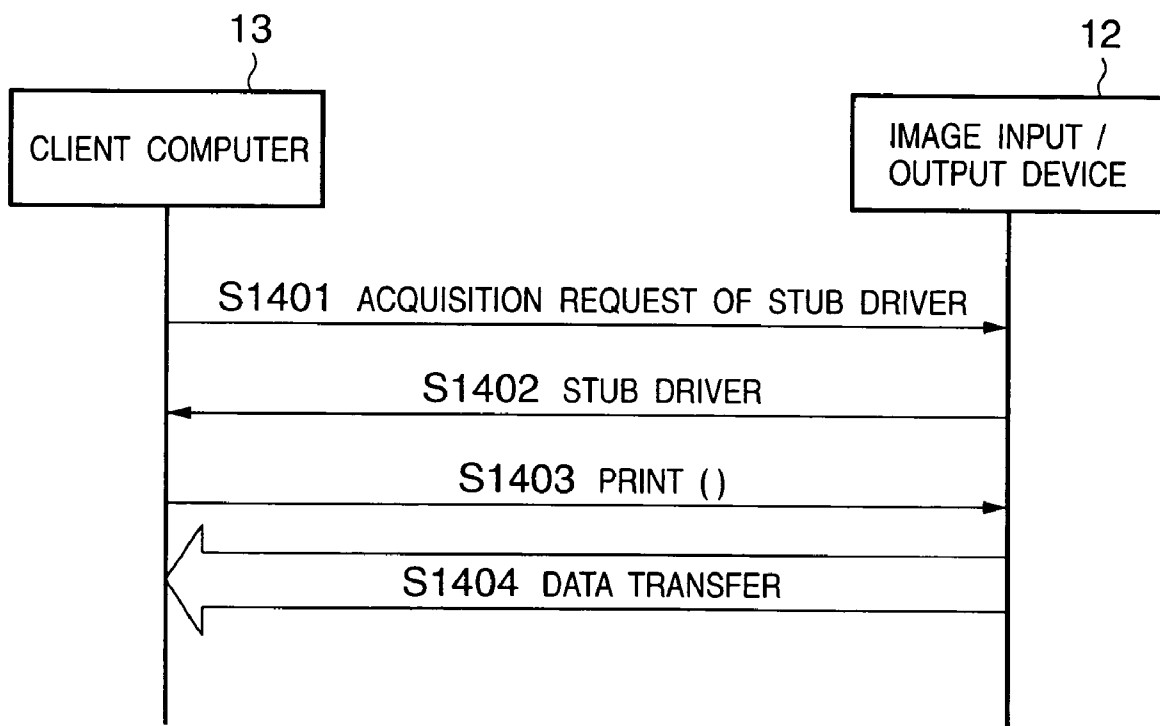 13
12
CLIENT COMPUTER
IMAGE INPUT /
OUTPUT DEVICE
S1401 ACQUISITION REQUEST OF STUB DRIVER
S1402 STUB DRIVER
S1403 PRINT ( )
S1404 DATA TRANSFER